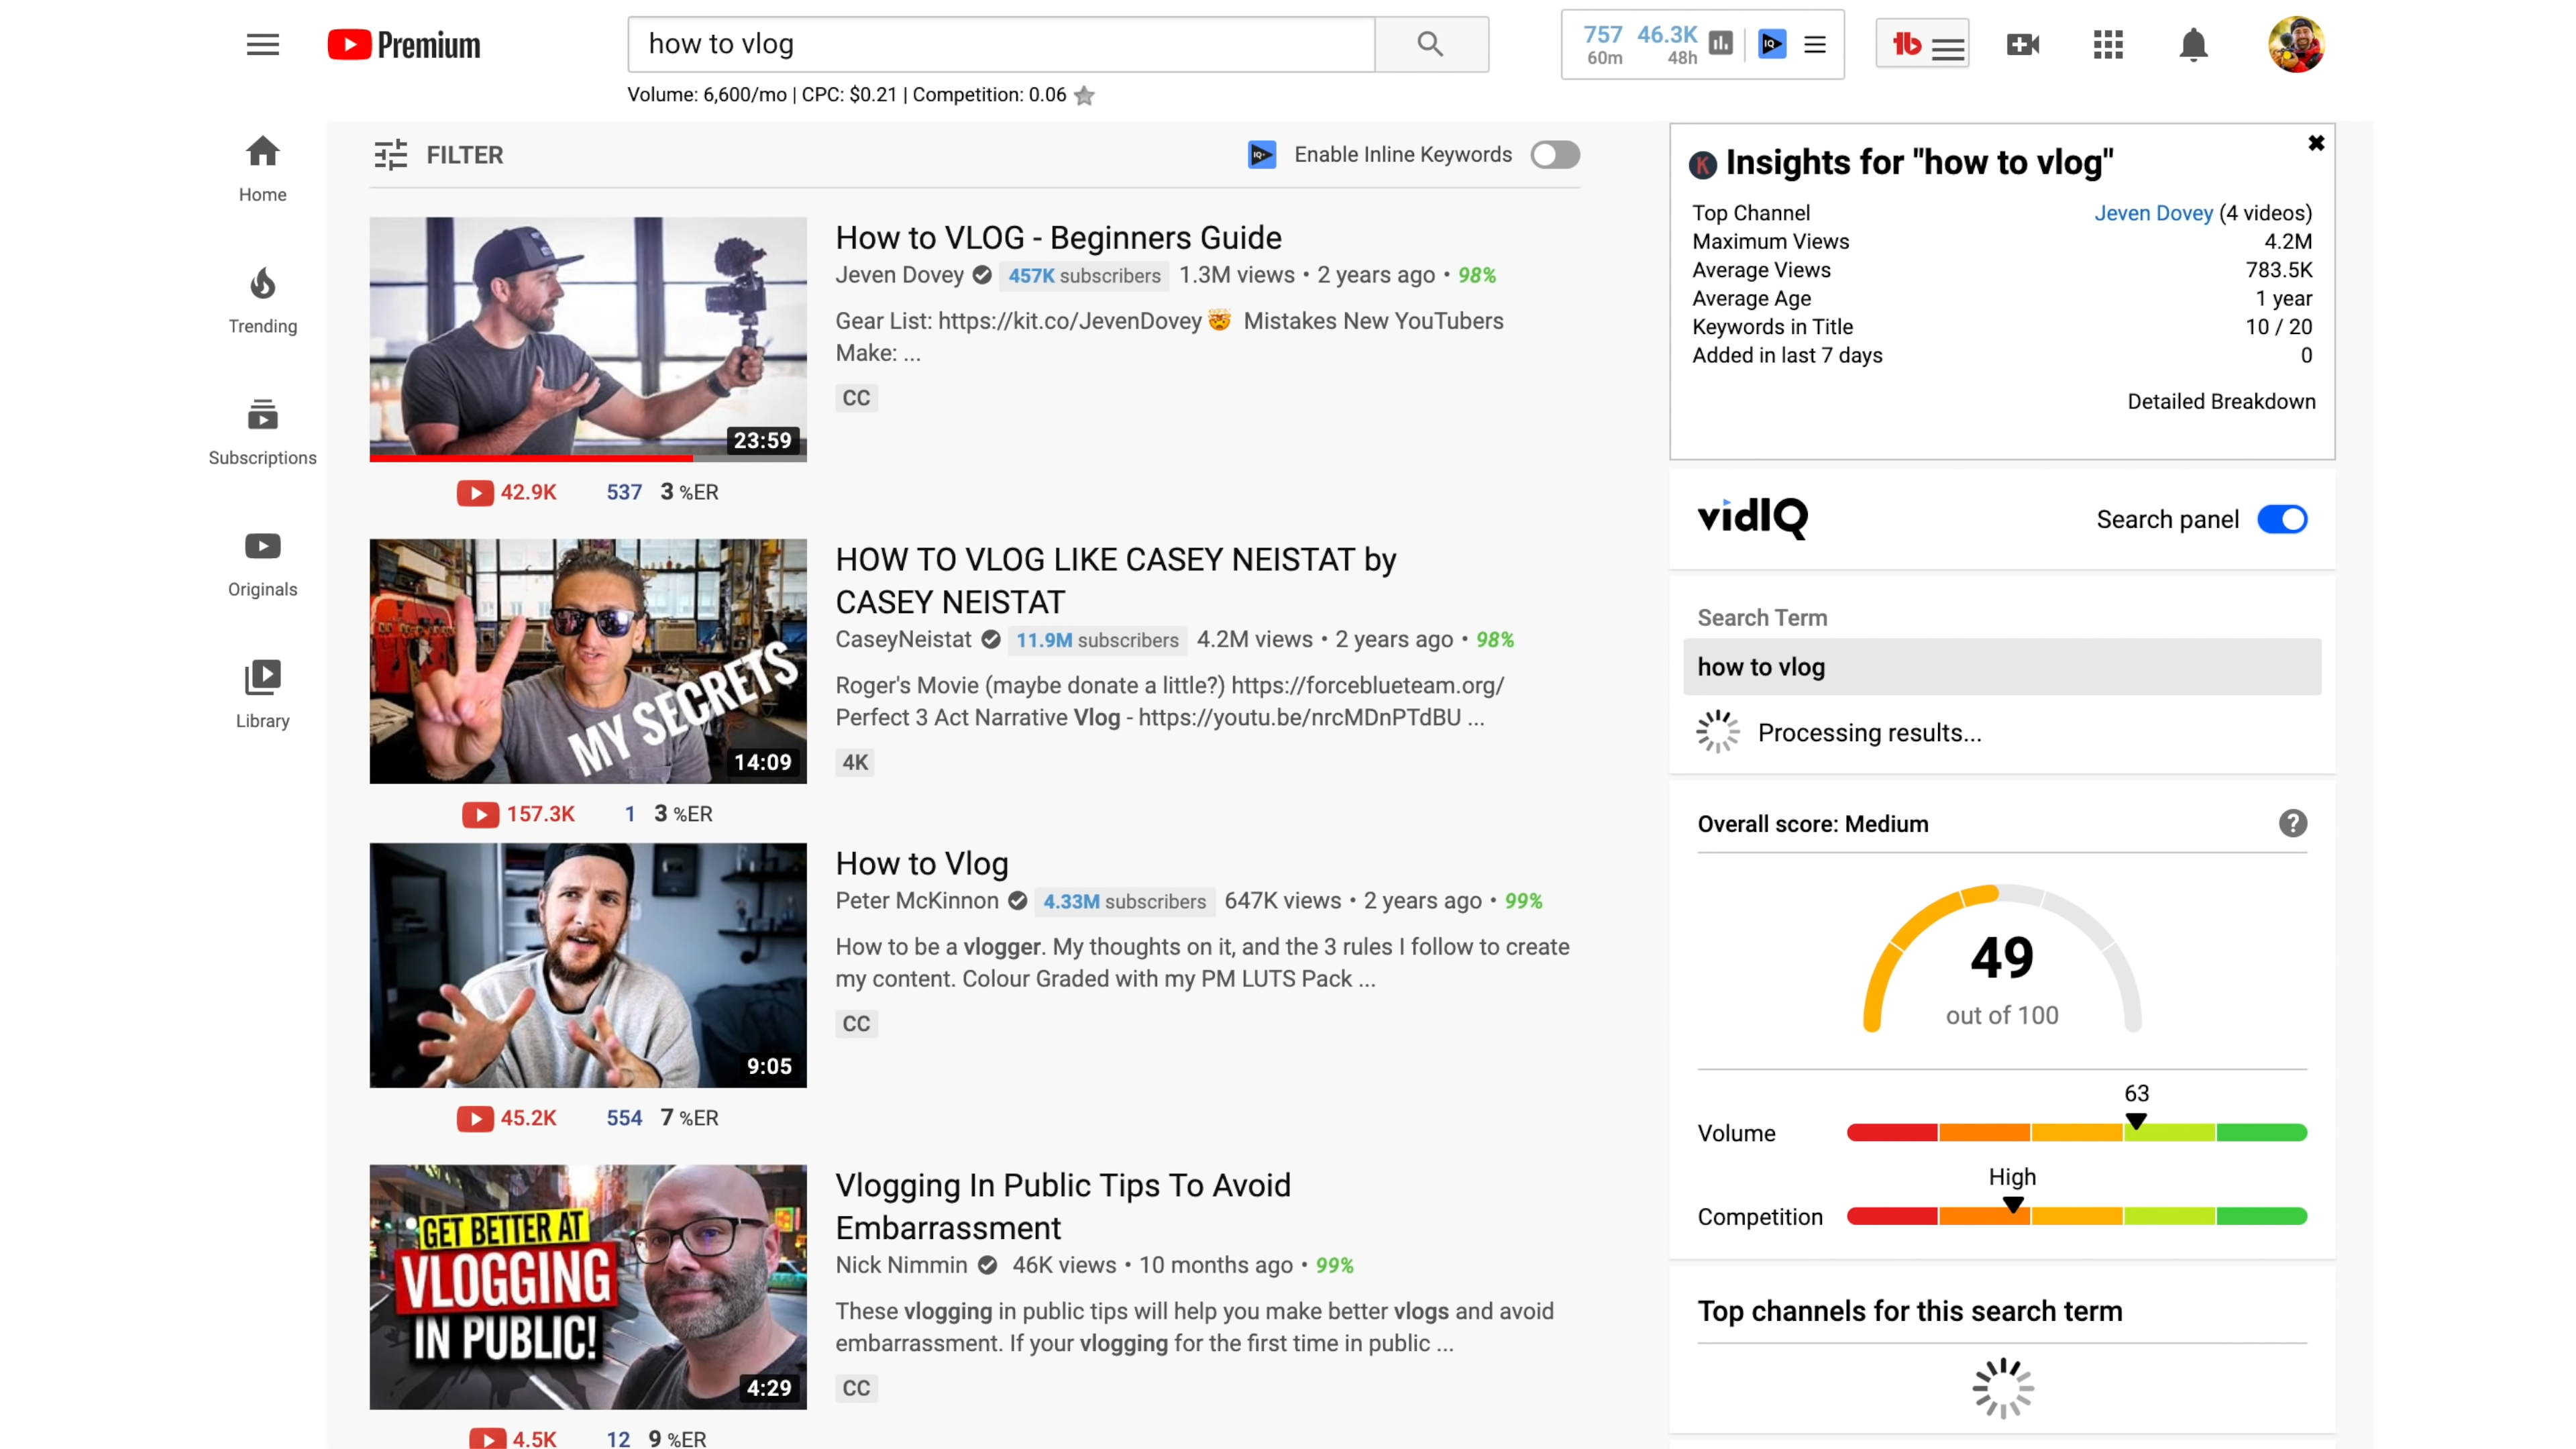 Premium
how to vlog
757 46.3K
60m 48h
Volume: 6,600/mo | CPC: $0.21 | Competition: 0.06
Home
Trending
Subscriptions
Originals
Library
FILTER
Enable Inline Keywords
23:59
42.9K 537 3 %ER
How to VLOG - Beginners Guide
Jeven Dovey 457K subscribers 1.3M views • 2 years ago • 98%
Gear List: https://kit.co/JevenDovey 🤯 Mistakes New YouTubers
Make: ...
CC
MY SECRETS
14:09
157.3K 1 3 %ER
HOW TO VLOG LIKE CASEY NEISTAT by
CASEY NEISTAT
CaseyNeistat 11.9M subscribers 4.2M views • 2 years ago • 98%
Roger's Movie (maybe donate a little?) https://forceblueteam.org/
Perfect 3 Act Narrative Vlog - https://youtu.be/nrcMDnPTdBU ...
4K
9:05
45.2K 554 7 %ER
How to Vlog
Peter McKinnon 4.33M subscribers 647K views • 2 years ago • 99%
How to be a vlogger. My thoughts on it, and the 3 rules I follow to create
my content. Colour Graded with my PM LUTS Pack ...
CC
GET BETTER AT
VLOGGING
IN PUBLIC!
4:29
4.5K 12 9 %ER
Vlogging In Public Tips To Avoid
Embarrassment
Nick Nimmin 46K views • 10 months ago • 99%
These vlogging in public tips will help you make better vlogs and avoid
embarrassment. If your vlogging for the first time in public ...
CC
Insights for "how to vlog"
Top Channel Jeven Dovey (4 videos)
Maximum Views 4.2M
Average Views 783.5K
Average Age 1 year
Keywords in Title 10 / 20
Added in last 7 days 0
Detailed Breakdown
vidIQ
Search panel
Search Term
how to vlog
Processing results...
Overall score: Medium
?
49
out of 100
63
Volume
High
Competition
Top channels for this search term